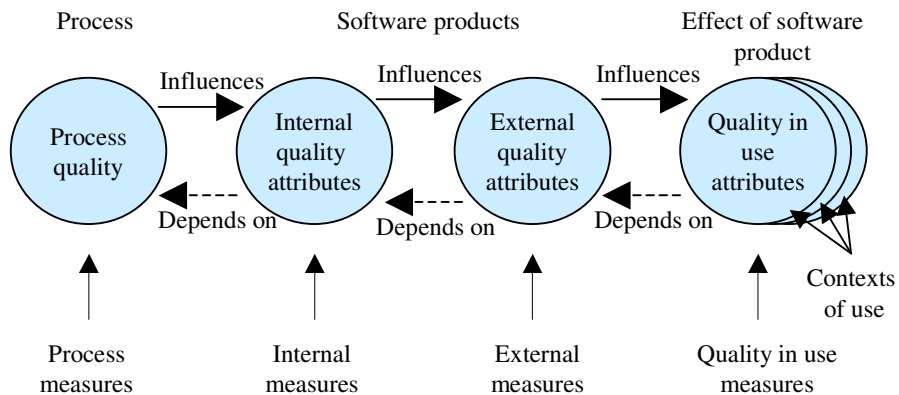 Process
Software products
Effect of software
product
Influences
Influences
Influences
Process
quality
Internal
quality
attributes
External
quality
attributes
Quality in
use
attributes
Depends on
Depends on
Depends on
Contexts
of use
Process
measures
Internal
measures
External
measures
Quality in use
measures